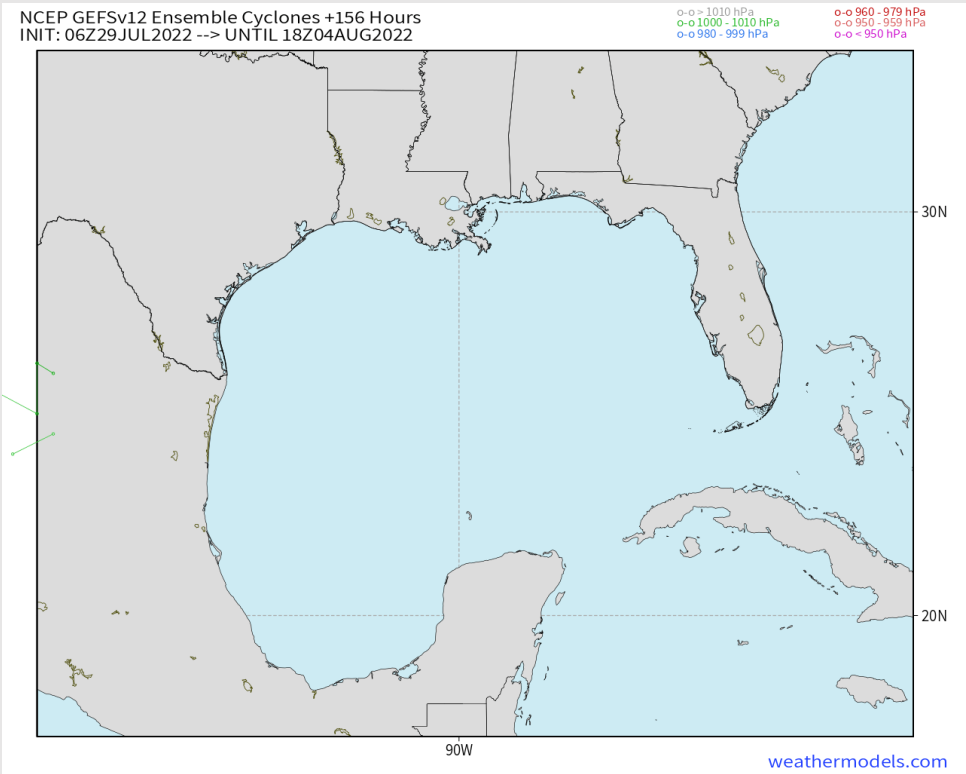 NCEP GEFSv12 Ensemble Cyclones +156 Hours
INIT: 06Z29JUL2022 --> UNTIL 18Z04AUG2022
o-o > 1010 hPa
o-o 1000 - 1010 hPa
o-o 980 - 999 hPa
o-o 960 - 979 hPa
o-o 950 - 959 hPa
o-o < 950 hPa
30N
20N
90W
weathermodels.com